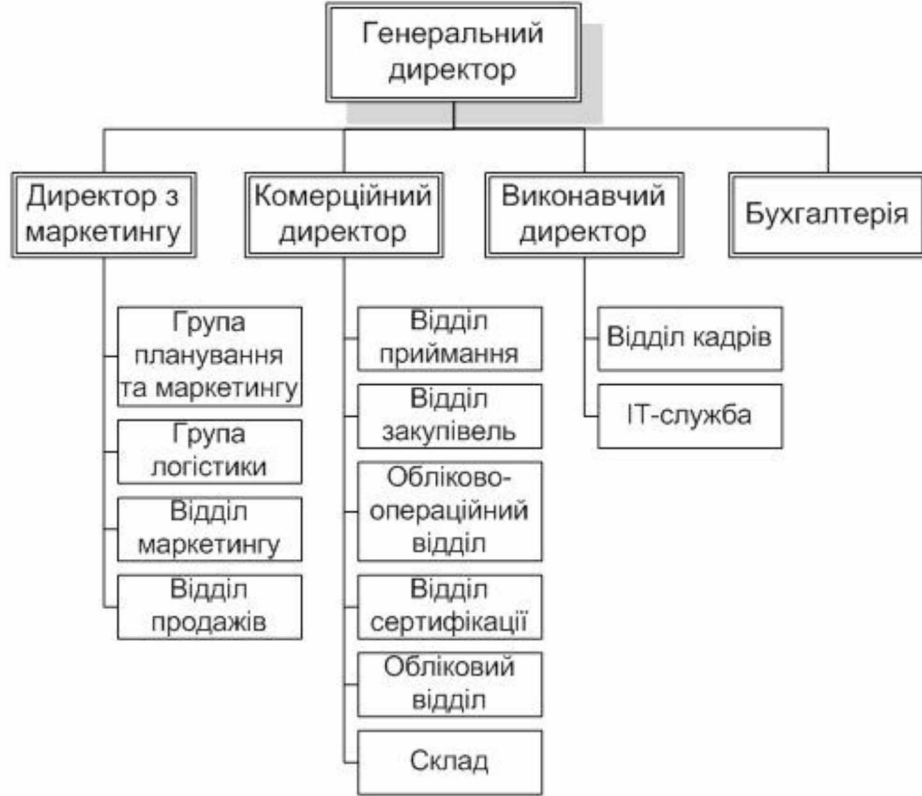 Генеральний
директор
Директор з
маркетингу
Комерційний
директор
Виконавчий
директор
Бухгалтерія
Група
планування
та маркетингу
Група
логістики
Відділ
маркетингу
Відділ
продажів
Відділ
приймання
Відділ
закупівель
Обліково-
операційний
відділ
Відділ
сертифікації
Обліковий
відділ
Склад
Відділ кадрів
ІТ-служба